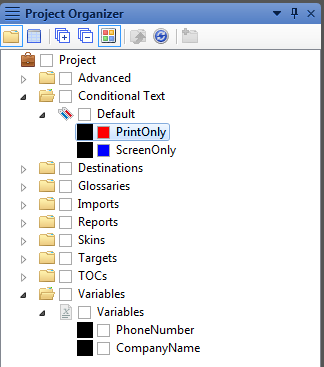 Project Organizer
Project
Advanced
Conditional Text
Default
PrintOnly
ScreenOnly
Destinations
Glossaries
Imports
Reports
Skins
Targets
TOCs
Variables
Variables
PhoneNumber
CompanyName